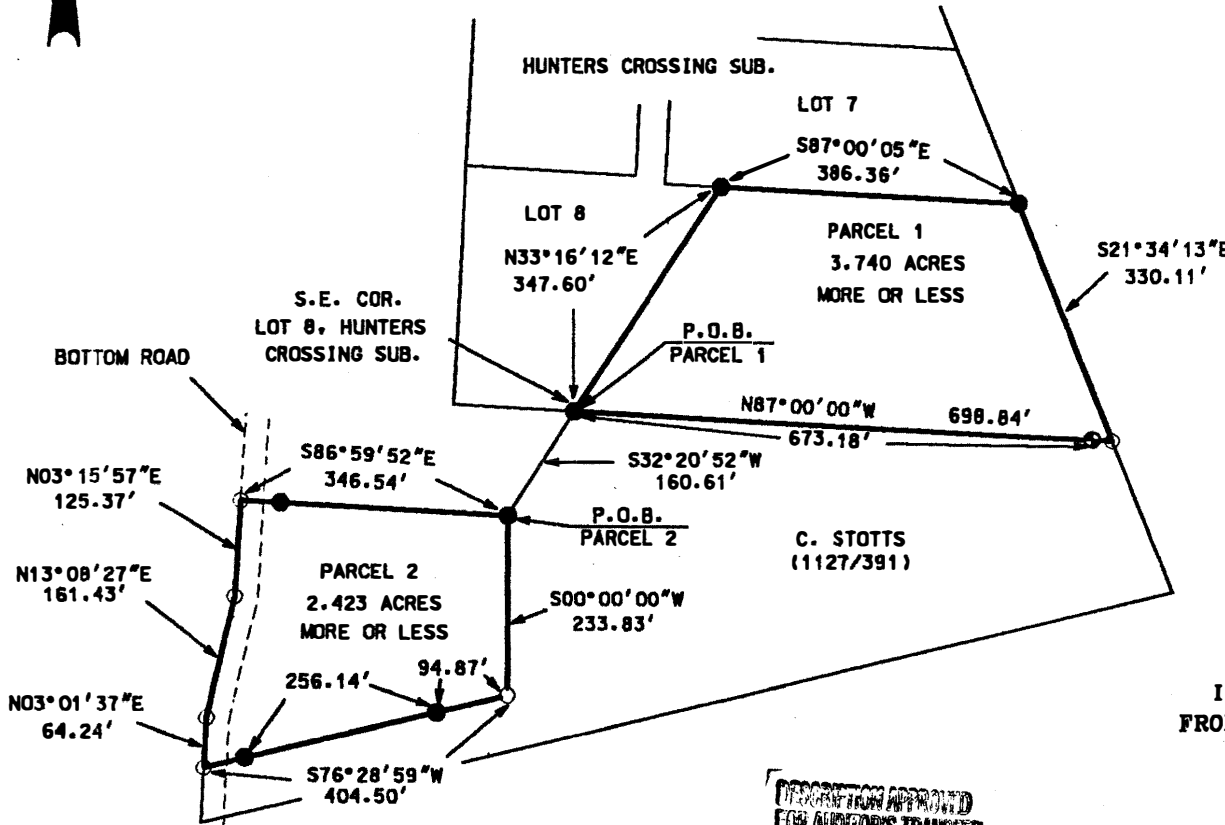 HUNTERS CROSSING SUB.
LOT 7
S87°00'05"E
386.36'
LOT 8
N33°16'12"E
347.60'
PARCEL 1
3.740 ACRES
MORE OR LESS
S21°34'13"E
330.11'
S.E. COR.
LOT 8, HUNTERS
CROSSING SUB.
P.O.B.
PARCEL 1
BOTTOM ROAD
N87°00'00"W
698.84'
673.18'
S86°59'52"E
346.54'
S32°20'52"W
160.61'
N03°15'57"E
125.37'
P.O.B.
PARCEL 2
C. STOTTS
(1127/391)
N13°08'27"E
161.43'
PARCEL 2
2.423 ACRES
MORE OR LESS
S00°00'00"W
233.83'
94.87'
256.14'
N03°01'37"E
64.24'
S76°28'59"W
404.50'
I
FRO
DESCRIPTION APPROVED
FOR AUDITOR'S TRANSFER